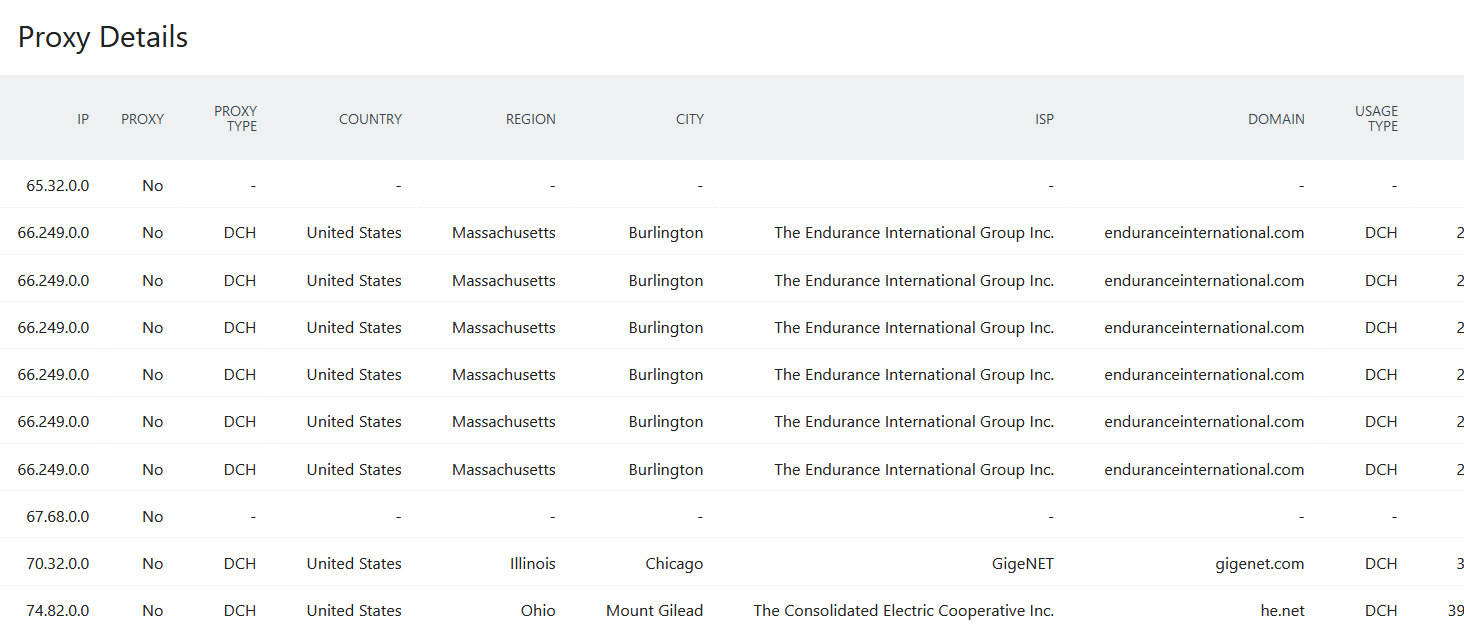 Proxy Details
IP PROXY PROXY TYPE COUNTRY REGION CITY ISP DOMAIN USAGE TYPE
65.32.0.0 No - - - - - - -
66.249.0.0 No DCH United States Massachusetts Burlington The Endurance International Group Inc. enduranceinternational.com DCH 2
66.249.0.0 No DCH United States Massachusetts Burlington The Endurance International Group Inc. enduranceinternational.com DCH 2
66.249.0.0 No DCH United States Massachusetts Burlington The Endurance International Group Inc. enduranceinternational.com DCH 2
66.249.0.0 No DCH United States Massachusetts Burlington The Endurance International Group Inc. enduranceinternational.com DCH 2
66.249.0.0 No DCH United States Massachusetts Burlington The Endurance International Group Inc. enduranceinternational.com DCH 2
66.249.0.0 No DCH United States Massachusetts Burlington The Endurance International Group Inc. enduranceinternational.com DCH 2
67.68.0.0 No - - - - - - -
70.32.0.0 No DCH United States Illinois Chicago GigeNET gigenet.com DCH 3
74.82.0.0 No DCH United States Ohio Mount Gilead The Consolidated Electric Cooperative Inc. he.net DCH 39